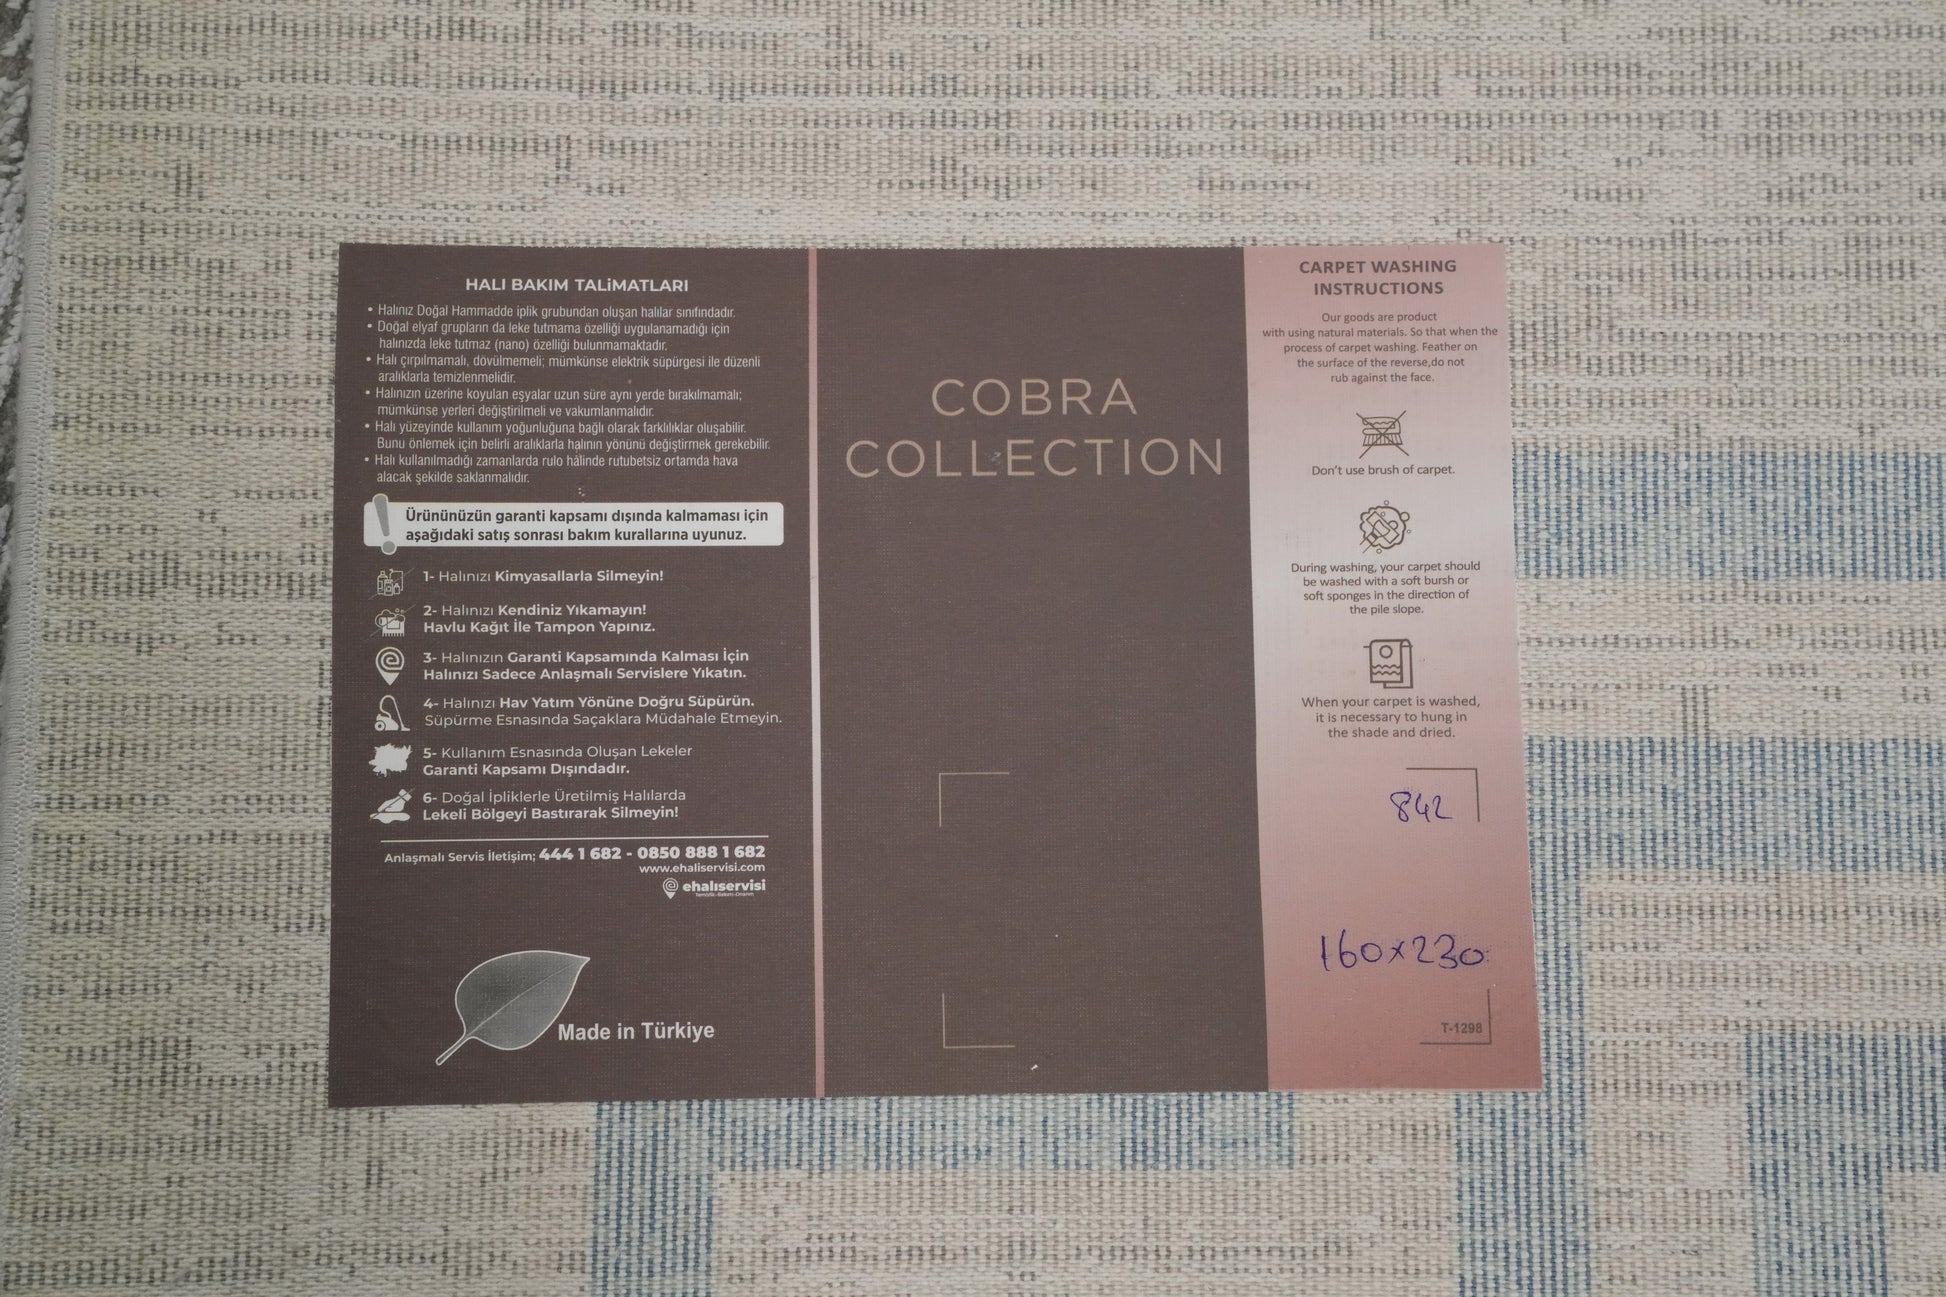 HALI BAKIM TALiMATLARI
• Halınız Doğal Hammadde iplik grubundan oluşan halılar sınıfındadır.
• Doğal elyaf grupların da leke tutmama özelliği uygulanamadığı için
halınızda leke tutmaz (nano) özelliği bulunmamaktadır.
• Halı çırpılmamalı, dövülmemeli; mümkünse elektrik süpürgesi ile düzenli
aralıklarla temizlenmelidir.
• Halınızın üzerine koyulan eşyalar uzun süre aynı yerde bırakılmamalı;
mümkünse yerleri değiştirilmeli ve vakumlanmalıdır.
• Halı yüzeyinde kullanım yoğunluğuna bağlı olarak farklılıklar oluşabilir.
Bunu önlemek için belirli aralıklarla halının yönünü değiştirmek gerekebilir.
• Halı kullanılmadığı zamanlarda rulo hâlinde rutubetsiz ortamda hava
alacak şekilde saklanmalıdır.
Ürününüzün garanti kapsamı dışında kalmaması için
aşağıdaki satış sonrası bakım kurallarına uyunuz.
1- Halınızı Kimyasallarla Silmeyin!
2- Halınızı Kendiniz Yıkamayın!
Havlu Kağıt İle Tampon Yapınız.
3- Halınızın Garanti Kapsamında Kalması İçin
Halınızı Sadece Anlaşmalı Servislere Yıkatın.
4- Halınızı Hav Yatım Yönüne Doğru Süpürün.
Süpürme Esnasında Saçaklara Müdahale Etmeyin.
5- Kullanım Esnasında Oluşan Lekeler
Garanti Kapsamı Dışındadır.
6- Doğal İpliklerle Üretilmiş Halılarda
Lekeli Bölgeyi Bastırarak Silmeyin!
Anlaşmalı Servis İletişim; 444 1 682 - 0850 888 1 682
www.ehaliservisi.com
ehalıservisi
Temizlik-Bakım-Onarım
Made in Türkiye
COBRA
COLLECTION
CARPET WASHING
INSTRUCTIONS
Our goods are product
with using natural materials. So that when the
process of carpet washing. Feather on
the surface of the reverse,do not
rub against the face.
Don't use brush of carpet.
During washing, your carpet should
be washed with a soft bursh or
soft sponges in the direction of
the pile slope.
When your carpet is washed,
it is necessary to hung in
the shade and dried.
842
160x230
T-1298